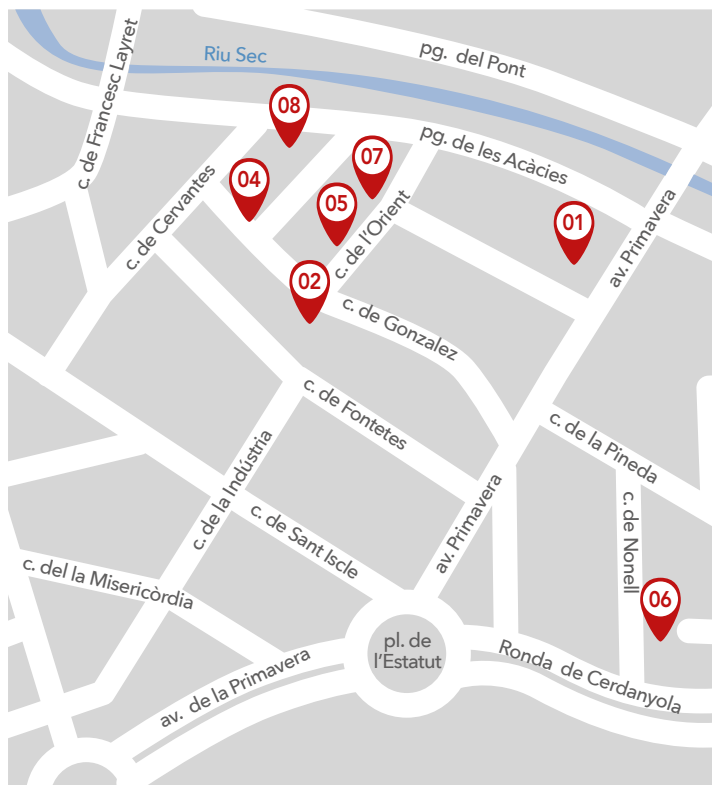 pg. del Pont
c. de Francesc Layret
Riu Sec
08
pg. de les Acàcies
07
04
c. de Cervantes
05
01
av. Primavera
c. de l'Orient
02
c. de Gonzalez
c. de Fontetes
c. de la Pineda
c. de la Indústria
av. Primavera
c. de Nonell
c. de Sant Iscle
c. del la Misericòrdia
06
pl. de
l'Estatut
Ronda de Cerdanyola
av. de la Primavera